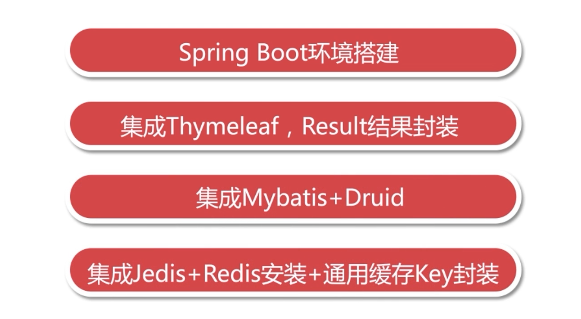 Spring Boot环境搭建
集成Thymeleaf，Result结果封装
集成Mybatis+Druid
集成Jedis+Redis安装+通用缓存Key封装